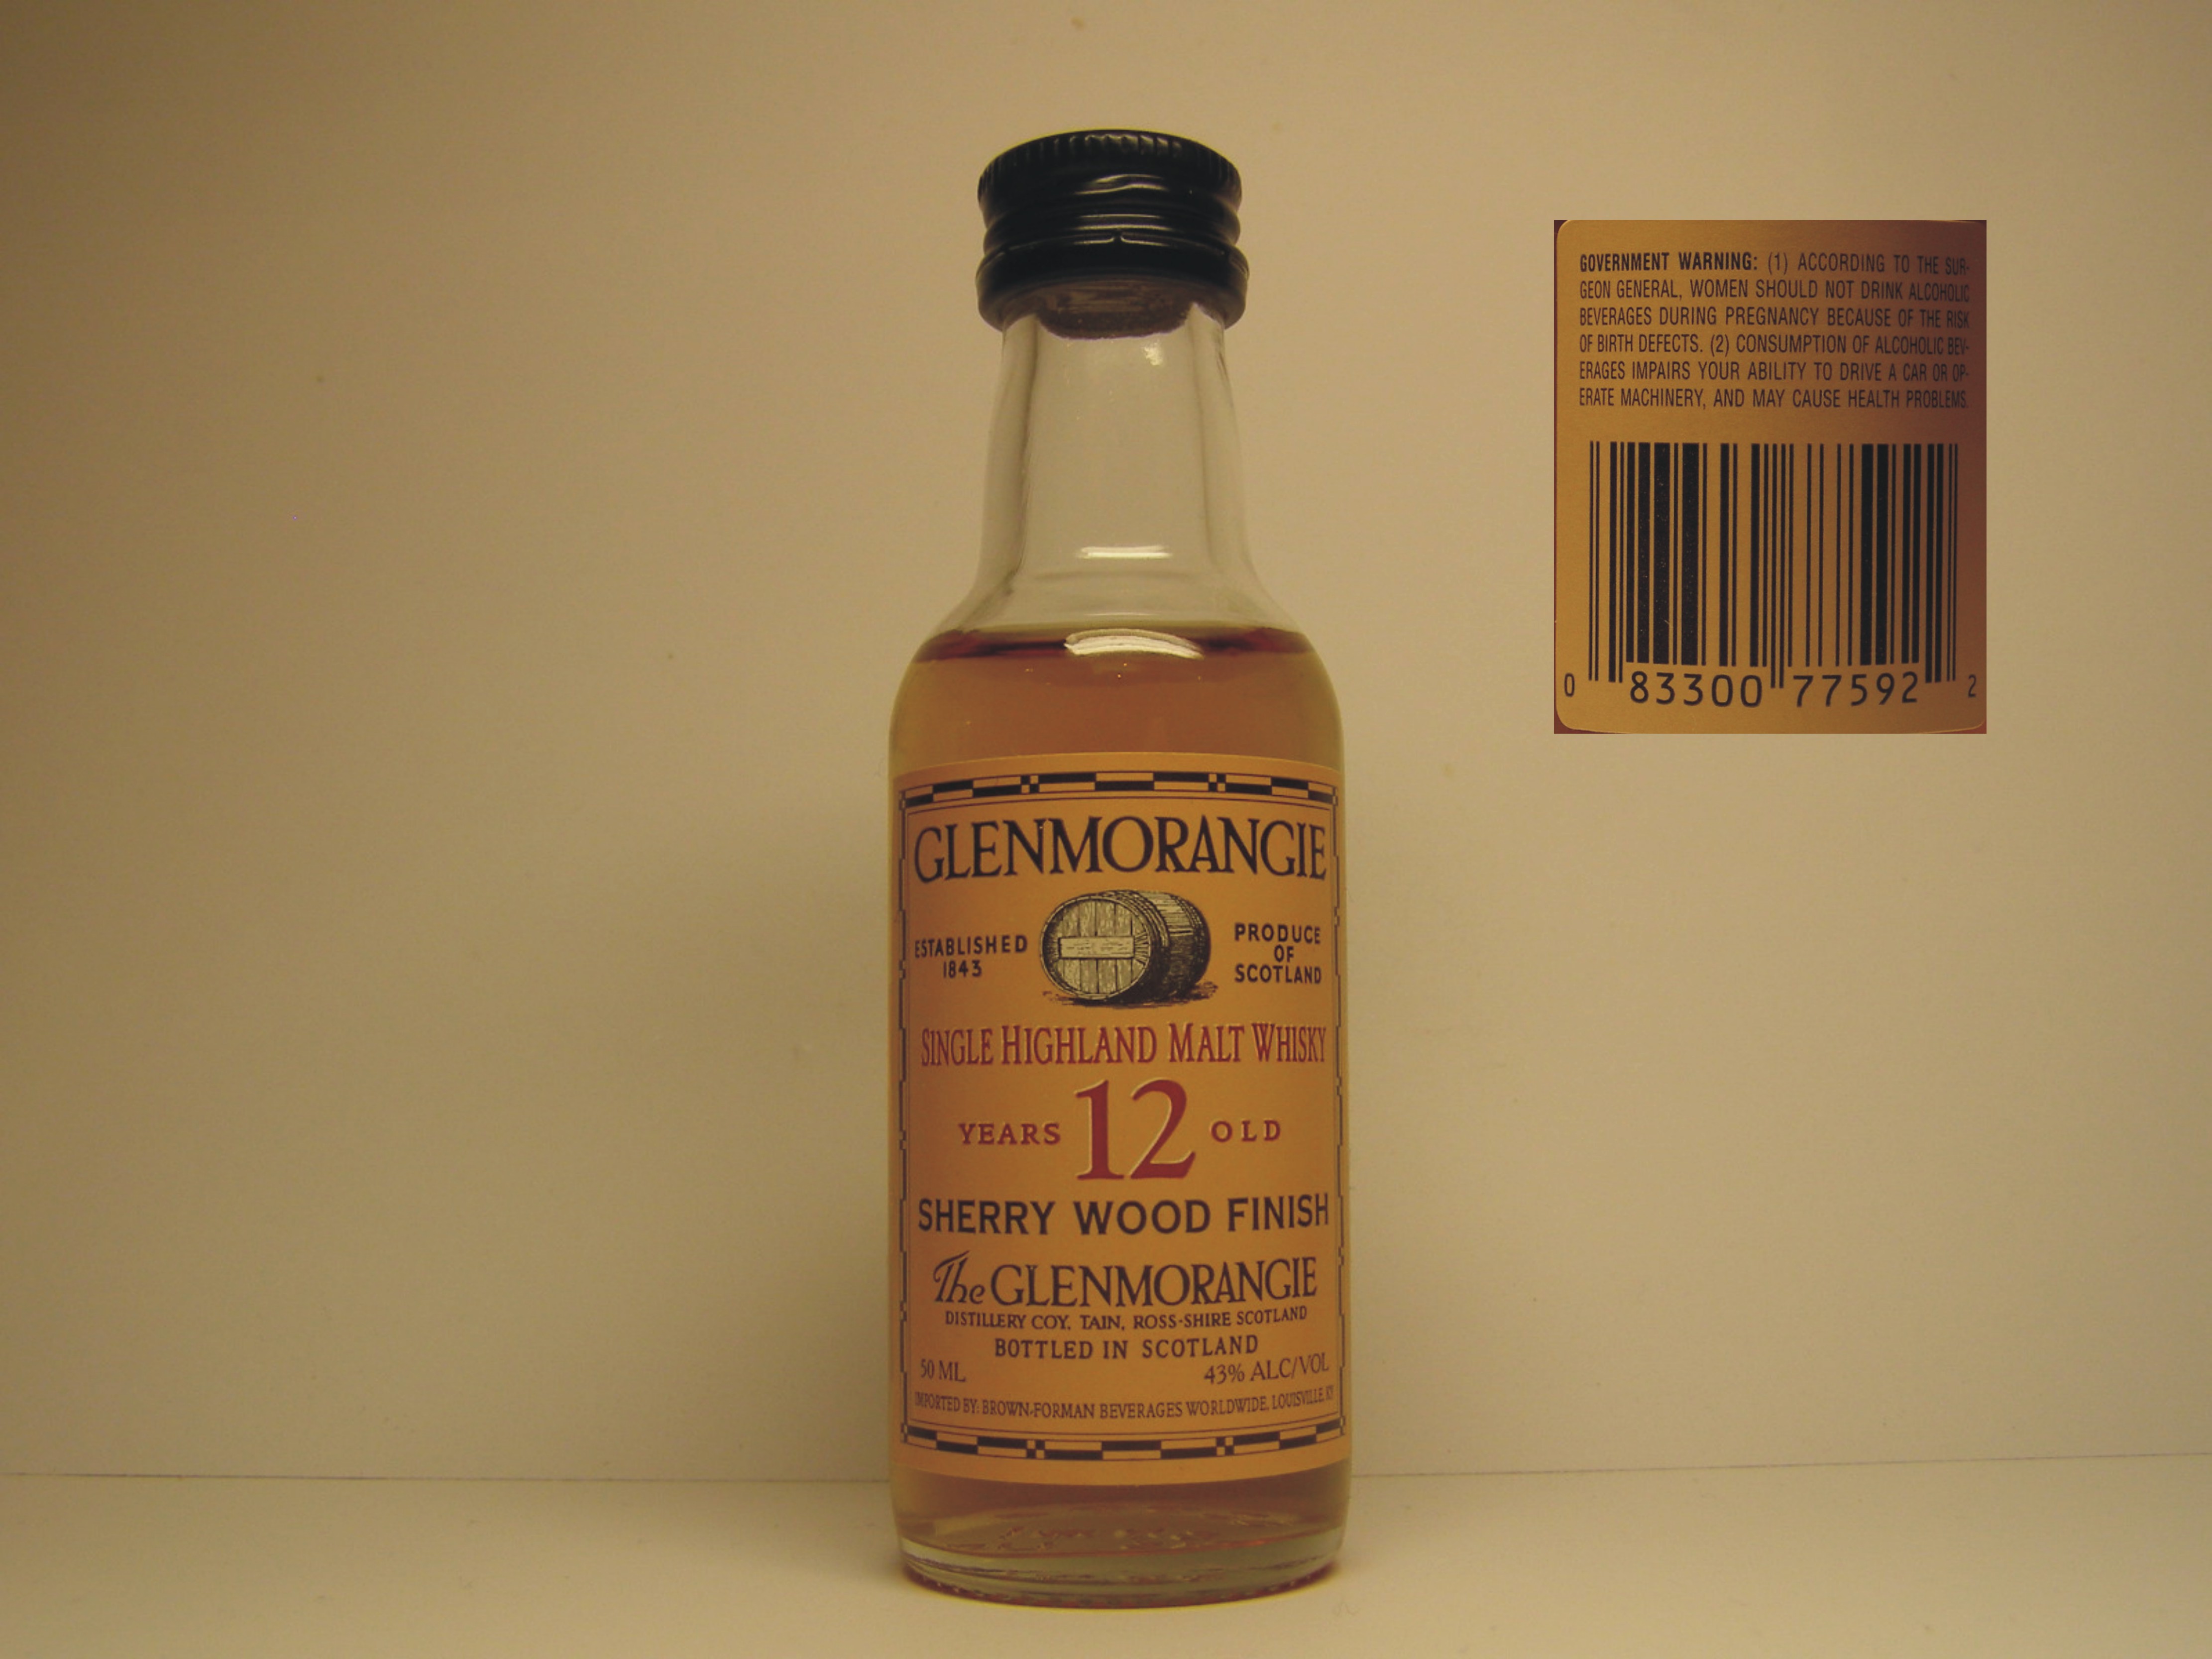 GLENMORANGIE
ESTABLISHED
1843
PRODUCE
OF
SCOTLAND
SINGLE HIGHLAND MALT WHISKY
YEARS 12 OLD
SHERRY WOOD FINISH
The GLENMORANGIE
DISTILLERY COY. TAIN, ROSS-SHIRE SCOTLAND
BOTTLED IN SCOTLAND
50 ML 43% ALC/VOL
IMPORTED BY: BROWN-FORMAN BEVERAGES WORLDWIDE, LOUISVILLE, KY
GOVERNMENT WARNING: (1) ACCORDING TO THE SUR-
GEON GENERAL, WOMEN SHOULD NOT DRINK ALCOHOLIC
BEVERAGES DURING PREGNANCY BECAUSE OF THE RISK
OF BIRTH DEFECTS. (2) CONSUMPTION OF ALCOHOLIC BEV-
ERAGES IMPAIRS YOUR ABILITY TO DRIVE A CAR OR OP-
ERATE MACHINERY, AND MAY CAUSE HEALTH PROBLEMS.
0 83300 77592 2